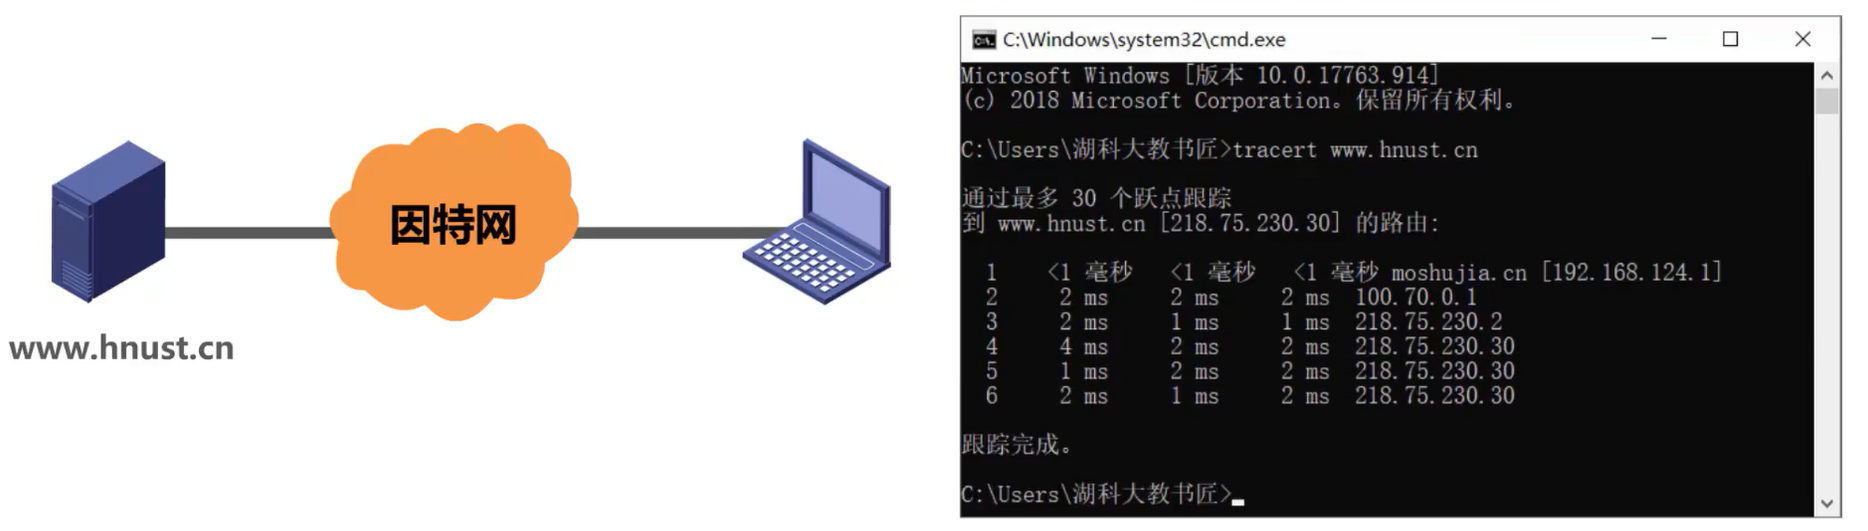 因特网
www.hnust.cn
C:\Windows\system32\cmd.exe
Microsoft Windows [版本 10.0.17763.914]
(c) 2018 Microsoft Corporation。保留所有权利。
C:\Users\湖科大教书匠>tracert www.hnust.cn
通过最多 30 个跃点跟踪
到 www.hnust.cn [218.75.230.30] 的路由:
1 <1 毫秒 <1 毫秒 <1 毫秒 moshujia.cn [192.168.124.1]
2 2 ms 2 ms 2 ms 100.70.0.1
3 2 ms 1 ms 1 ms 218.75.230.2
4 4 ms 2 ms 2 ms 218.75.230.30
5 1 ms 2 ms 2 ms 218.75.230.30
6 2 ms 1 ms 2 ms 218.75.230.30
跟踪完成。
C:\Users\湖科大教书匠>